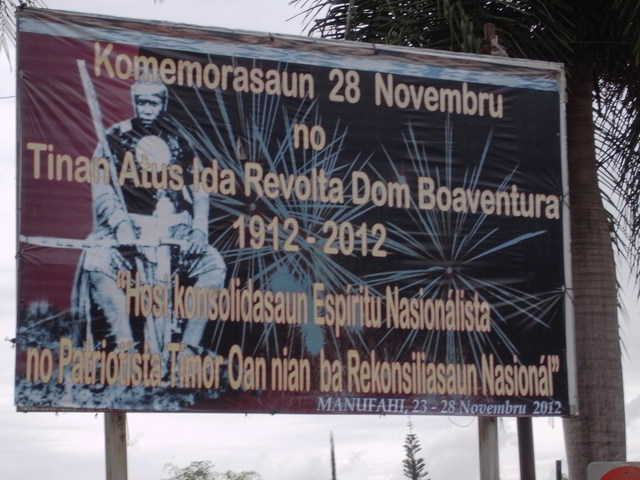 Komemorasaun 28 Novembru
no
Tinan Atus Ida Revolta Dom Boaventura
1912 - 2012
"Hosi konsolidasaun Espíritu Nasionálista
no Patriotista Timor Oan nian ba Rekonsiliasaun Nasionál"
MANUFAHI, 23 - 28 Novembru 2012